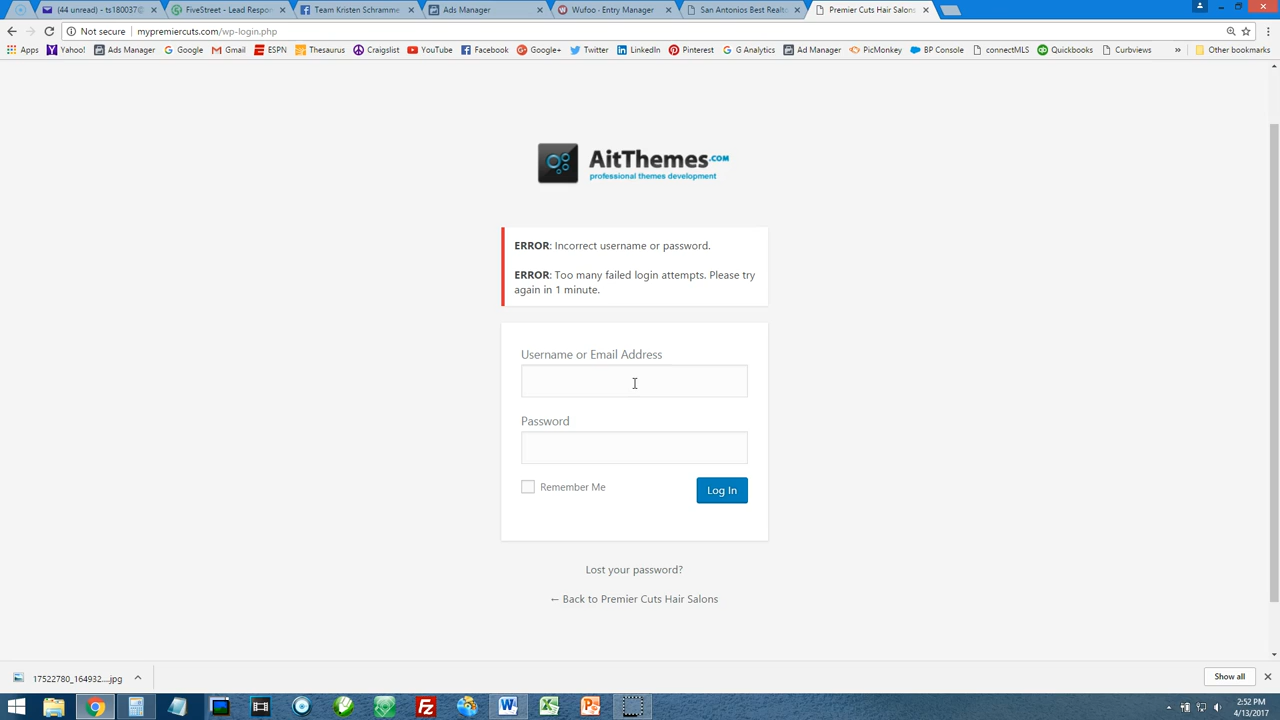 (44 unread) - ts180037@
FiveStreet - Lead Respon
Team Kristen Schramme
Ads Manager
Wufoo · Entry Manager
San Antonios Best Realto
Premier Cuts Hair Salons
Not secure mypremiercuts.com/wp-login.php
Apps Yahoo! Ads Manager Google Gmail ESPN Thesaurus Craigslist YouTube Facebook Google+ Twitter LinkedIn Pinterest G Analytics Ad Manager PicMonkey BP Console connectMLS Quickbooks Curbviews » Other bookmarks
AitThemes.COM
professional themes development
ERROR: Incorrect username or password.
ERROR: Too many failed login attempts. Please try
again in 1 minute.
Username or Email Address
Password
Remember Me
Log In
Lost your password?
← Back to Premier Cuts Hair Salons
17522780_164932....jpg
Show all
2:52 PM
4/13/2017